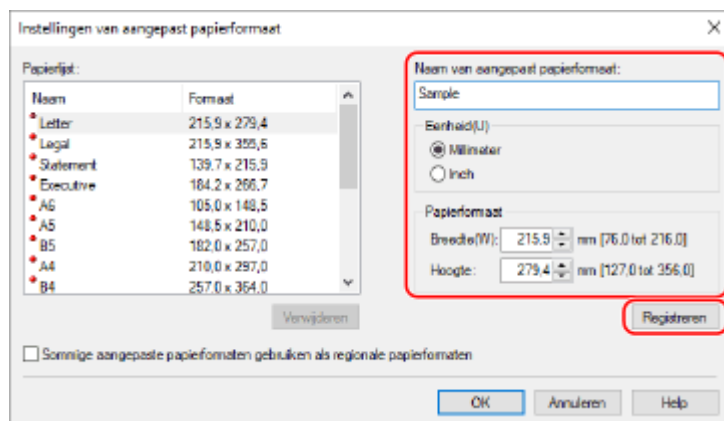 Instellingen van aangepast papierformaat
Papierlijst:
Naam Formaat
Letter 215,9 x 279,4
Legal 215,9 x 355,6
Statement 139,7 x 215,9
Executive 184,2 x 266,7
A6 105,0 x 148,5
A5 148,5 x 210,0
B5 182,0 x 257,0
A4 210,0 x 297,0
B4 257,0 x 364,0
Verwijderen
Naam van aangepast papierformaat:
Sample
Eenheid(U)
Millimeter
Inch
Papierformaat
Breedte(W): 215,9 mm [76,0 tot 216,0]
Hoogte: 279,4 mm [127,0 tot 356,0]
Registreren
Sommige aangepaste papierformaten gebruiken als regionale papierformaten
OK Annuleren Help